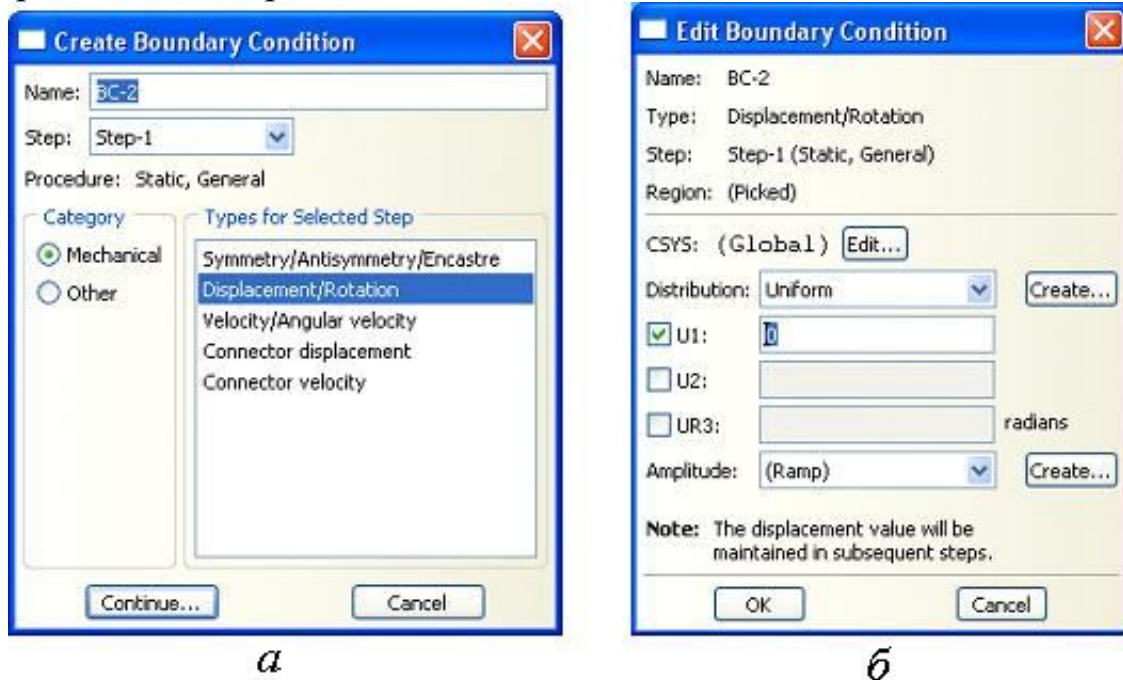 Create Boundary Condition
Name: BC-2
Step: Step-1
Procedure: Static, General
Category
Mechanical
Other
Types for Selected Step
Symmetry/Antisymmetry/Encastre
Displacement/Rotation
Velocity/Angular velocity
Connector displacement
Connector velocity
Continue...
Cancel
а
Edit Boundary Condition
Name: BC-2
Type: Displacement/Rotation
Step: Step-1 (Static, General)
Region: (Picked)
CSYS: (Global) Edit...
Distribution: Uniform Create...
U1: 0
U2:
UR3: radians
Amplitude: (Ramp) Create...
Note: The displacement value will be
maintained in subsequent steps.
OK
Cancel
б